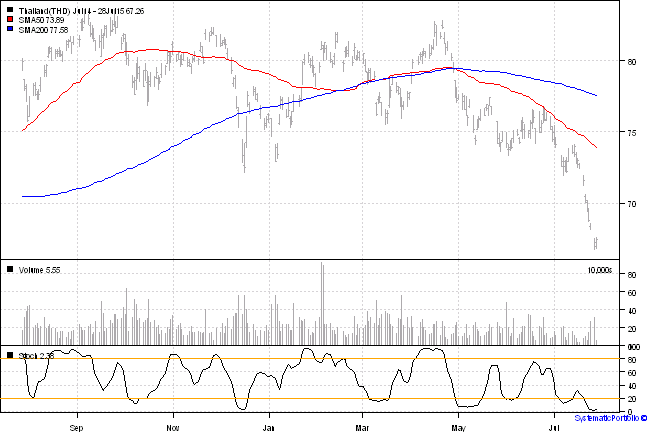 Thailand (THD) Jul14 - 28Jul15 67.26
SMA50 73.89
SMA200 77.58
80
75
70
Volume 5.55
10,000s
80
60
40
20
Stoch 2.38
100
80
60
40
20
0
Sep
Nov
Jan
Mar
May
Jul
SystematicPortfolio ©